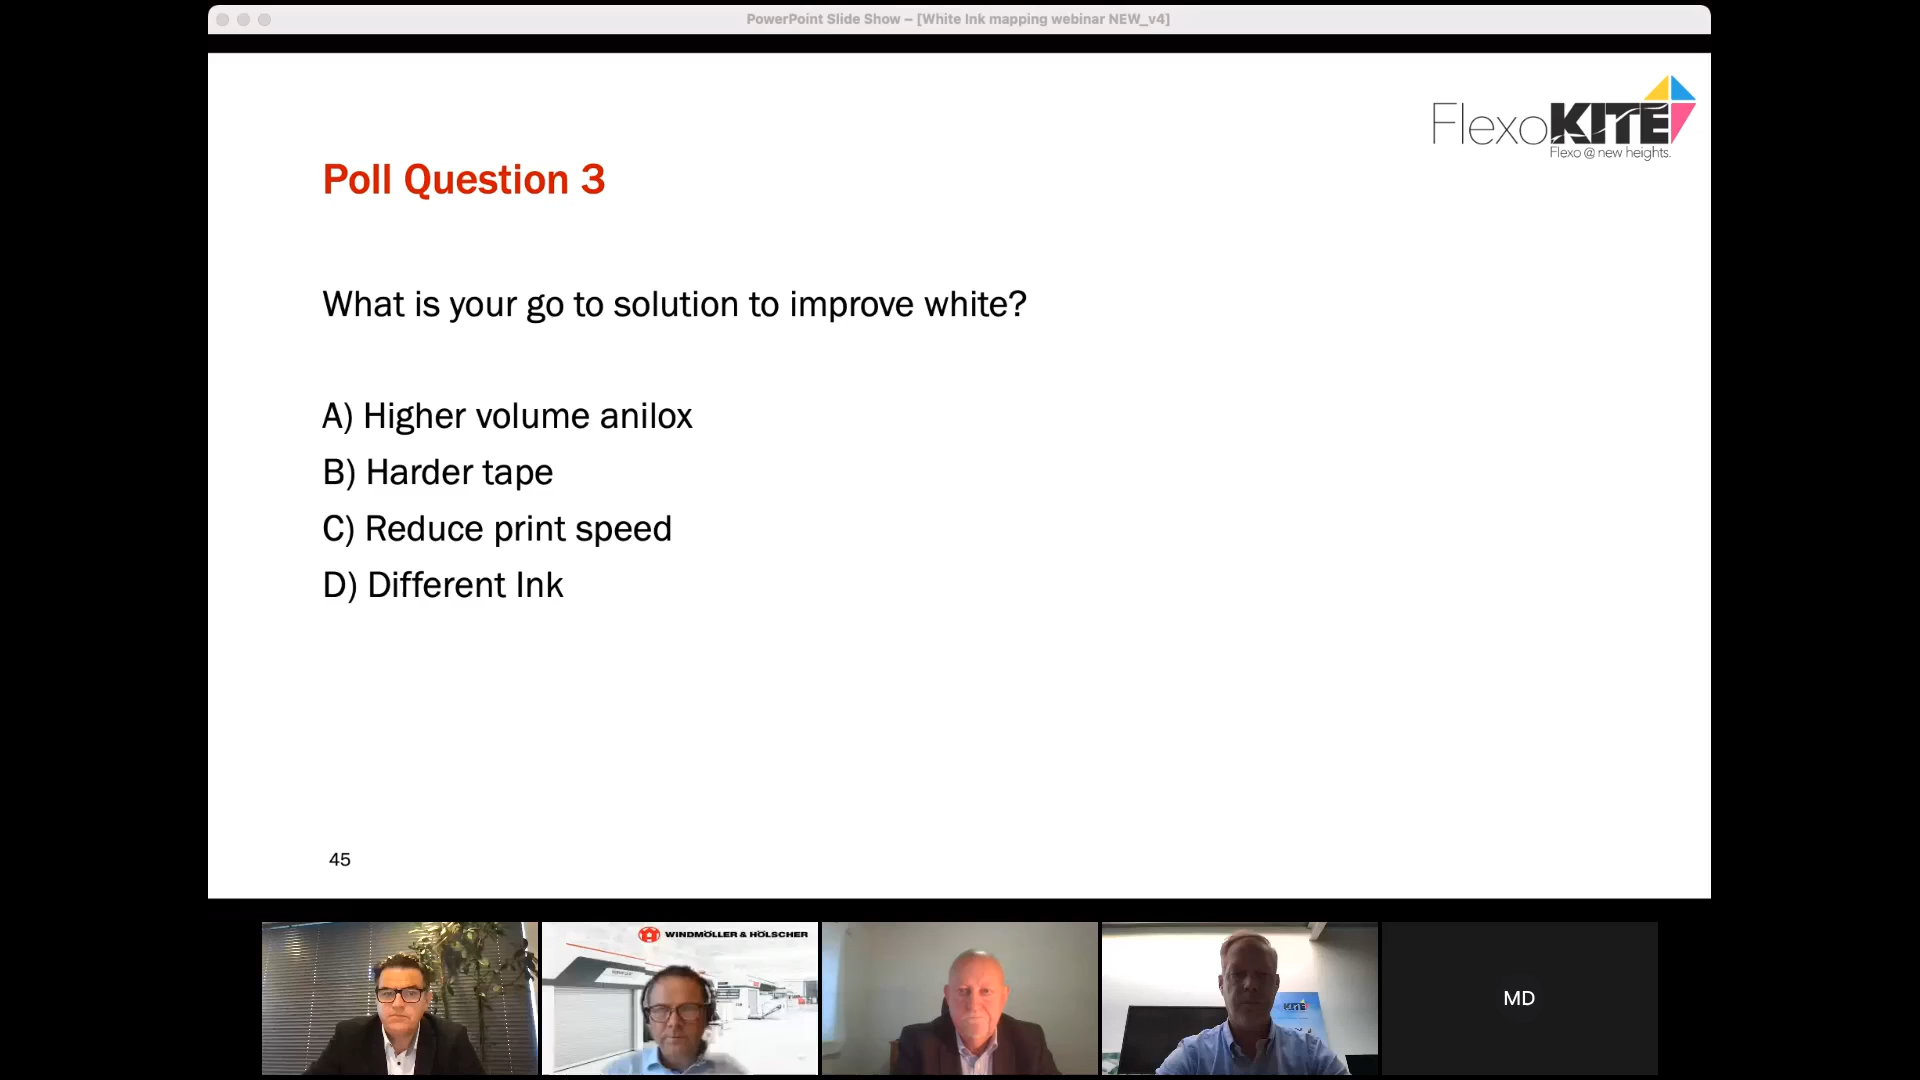 PowerPoint Slide Show – [White Ink mapping webinar NEW_v4]
FlexoKITE
Flexo @ new heights.
Poll Question 3
What is your go to solution to improve white?
A) Higher volume anilox
B) Harder tape
C) Reduce print speed
D) Different Ink
45
WINDMÖLLER & HÖLSCHER
KITE
MD